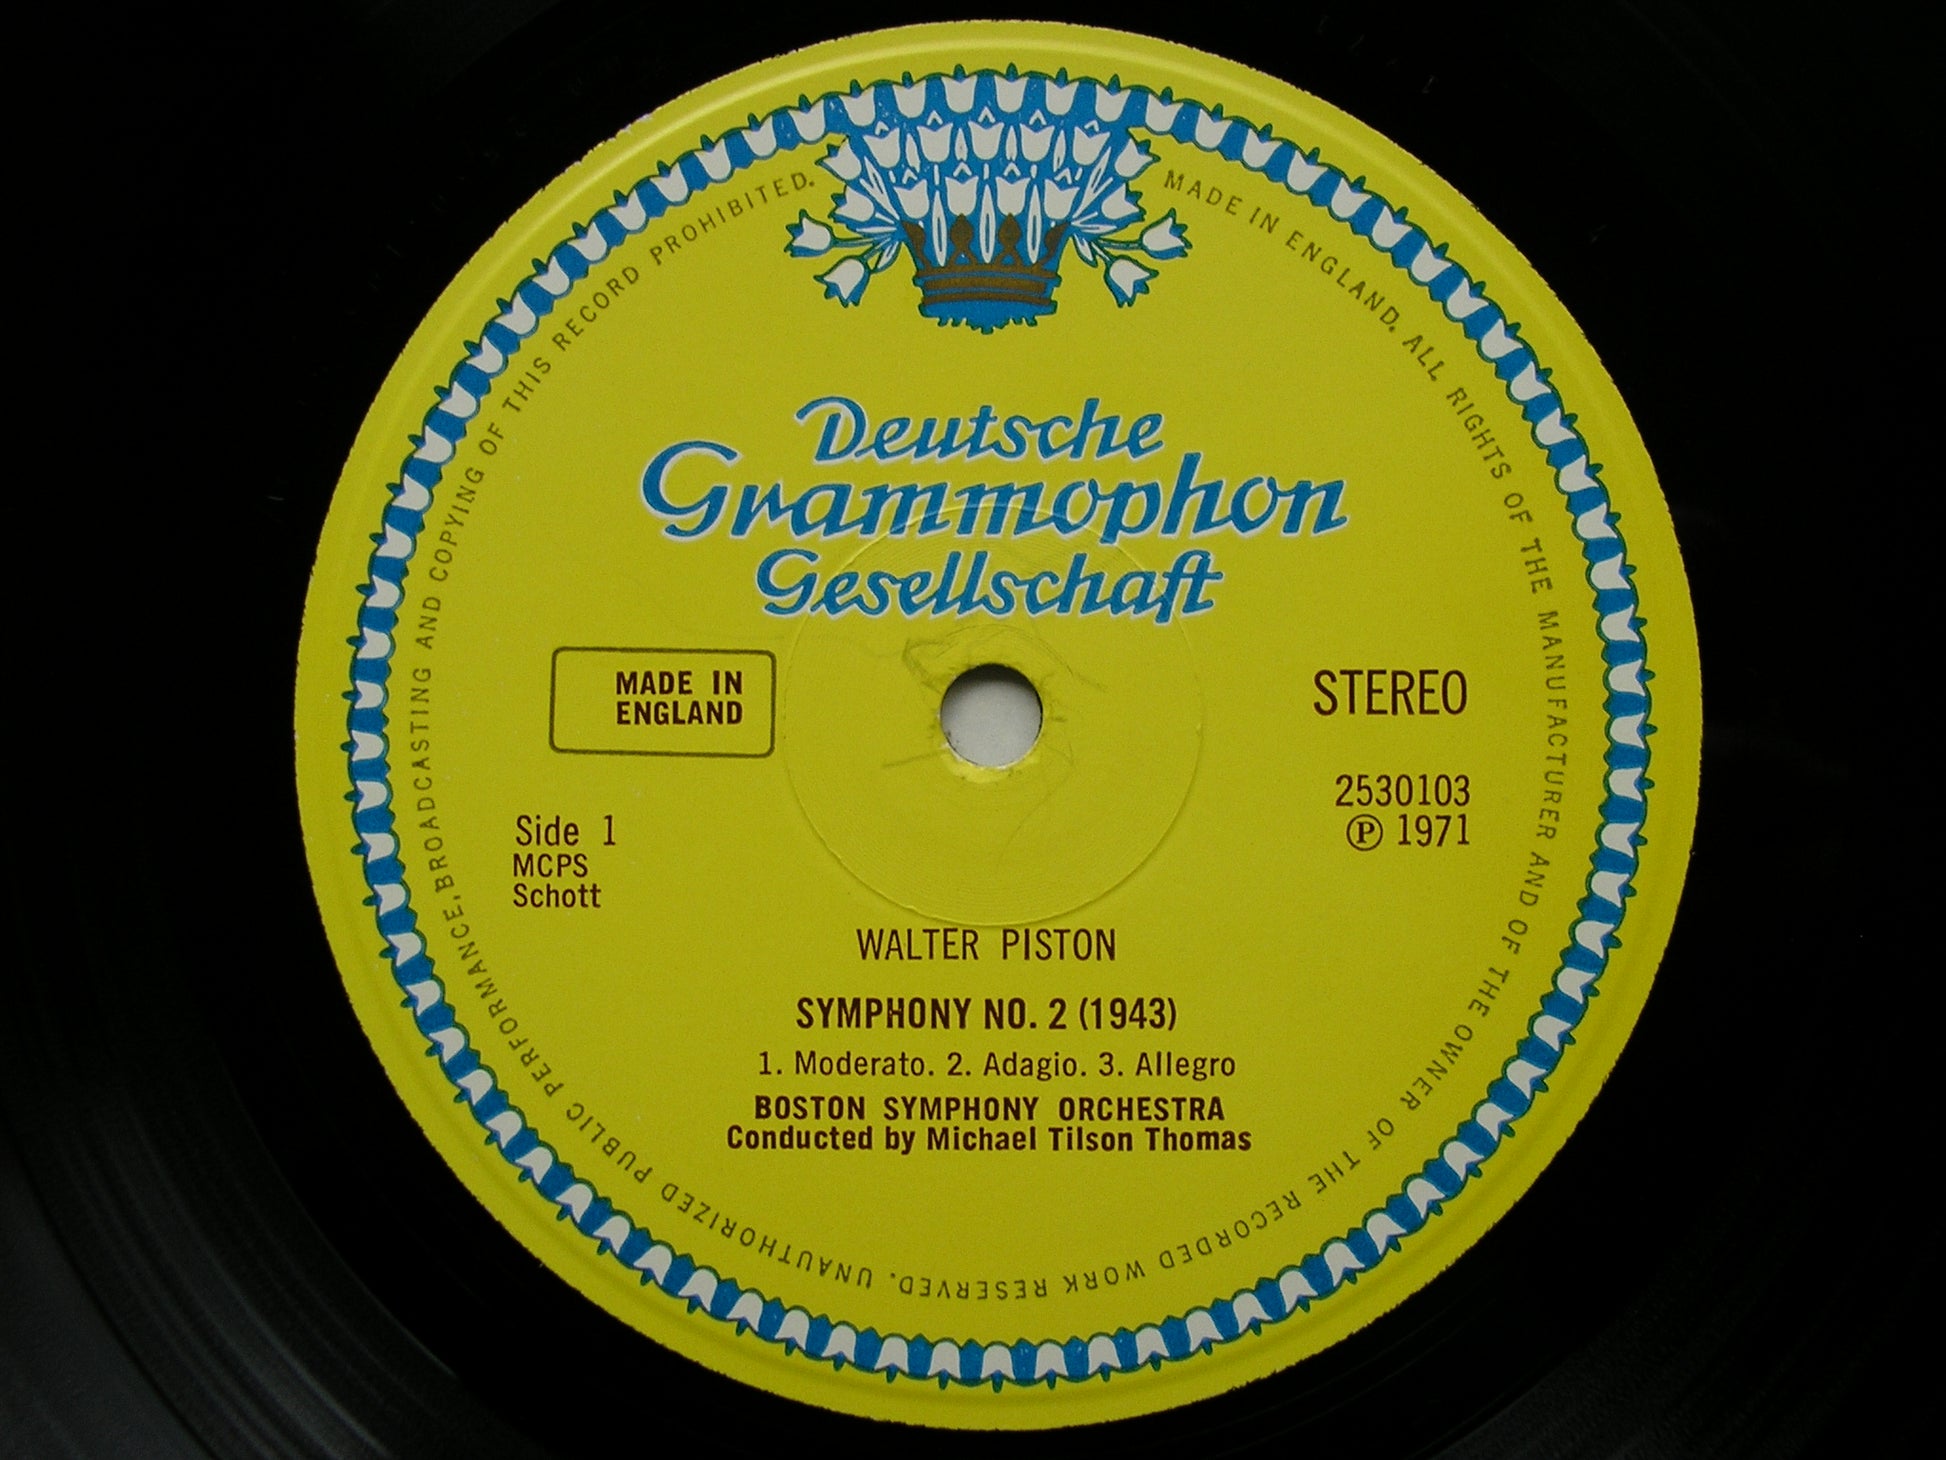 Deutsche
Grammophon
Gesellschaft
MADE IN
ENGLAND
STEREO
2530103
Ⓟ 1971
Side 1
MCPS
Schott
WALTER PISTON
SYMPHONY NO. 2 (1943)
1. Moderato. 2. Adagio. 3. Allegro
BOSTON SYMPHONY ORCHESTRA
Conducted by Michael Tilson Thomas
MADE IN ENGLAND. ALL RIGHTS OF THE MANUFACTURER AND OF THE OWNER OF THE RECORDED WORK RESERVED. UNAUTHORIZED PUBLIC PERFORMANCE, BROADCASTING AND COPYING OF THIS RECORD PROHIBITED.